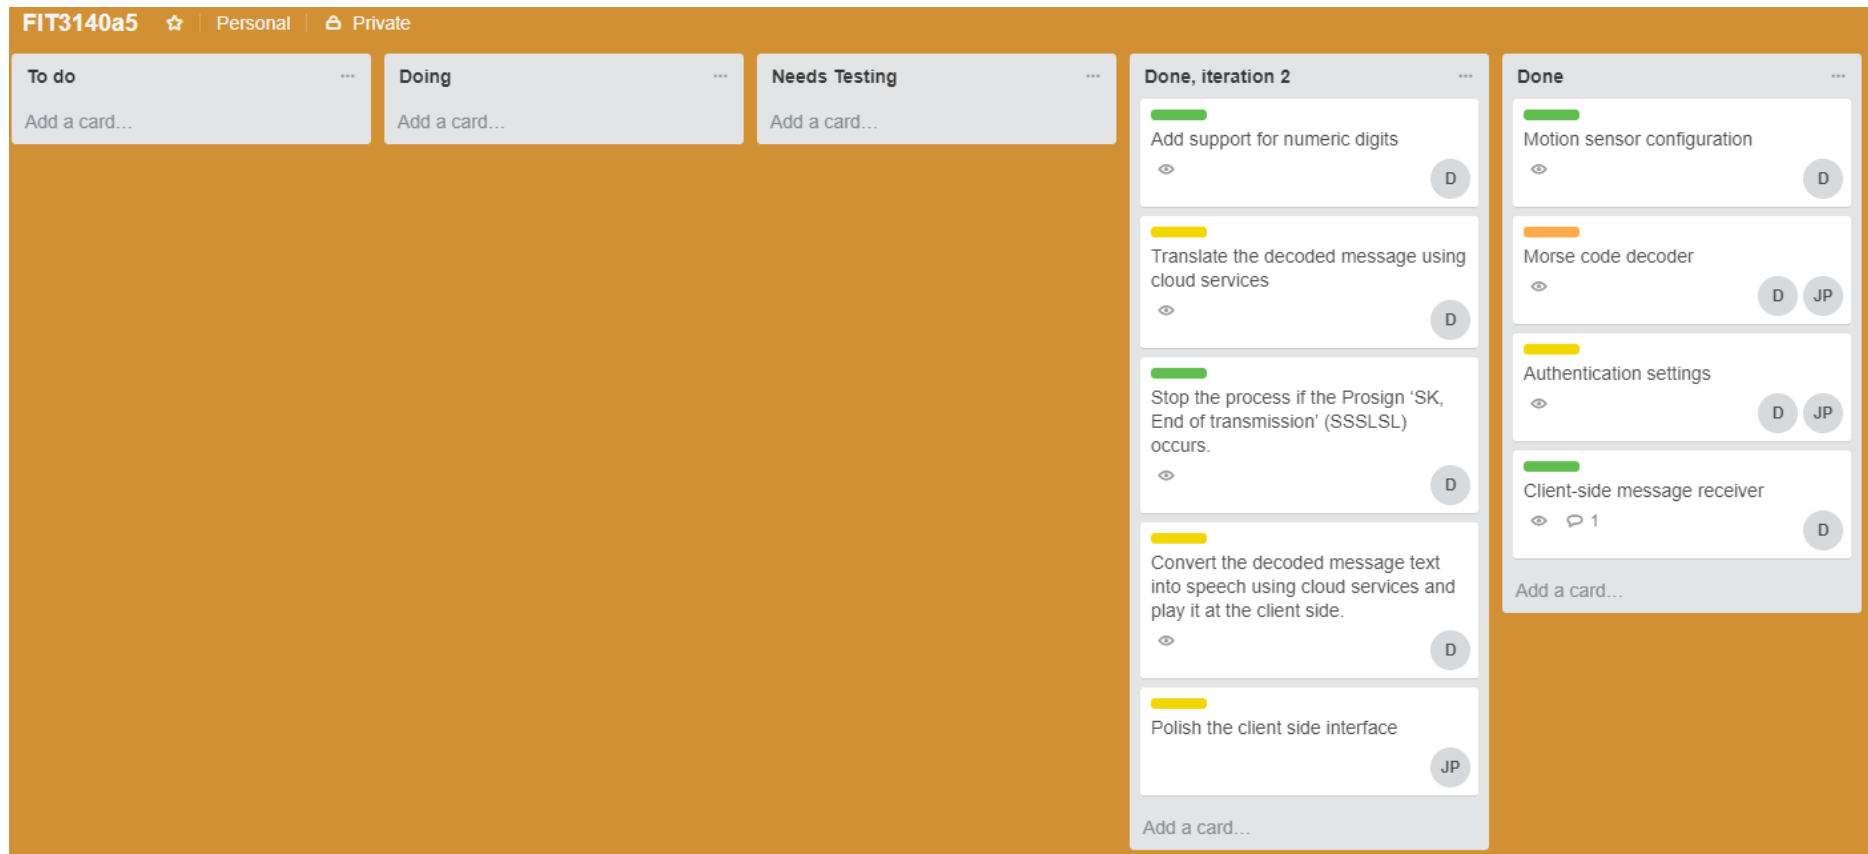 FIT3140a5 Personal Private
To do
Add a card...
Doing
Add a card...
Needs Testing
Add a card...
Done, iteration 2
Add support for numeric digits
D
Translate the decoded message using
cloud services
D
Stop the process if the Prosign ‘SK,
End of transmission’ (SSSLSL)
occurs.
D
Convert the decoded message text
into speech using cloud services and
play it at the client side.
D
Polish the client side interface
JP
Add a card...
Done
Motion sensor configuration
D
Morse code decoder
D JP
Authentication settings
D JP
Client-side message receiver
1
D
Add a card...